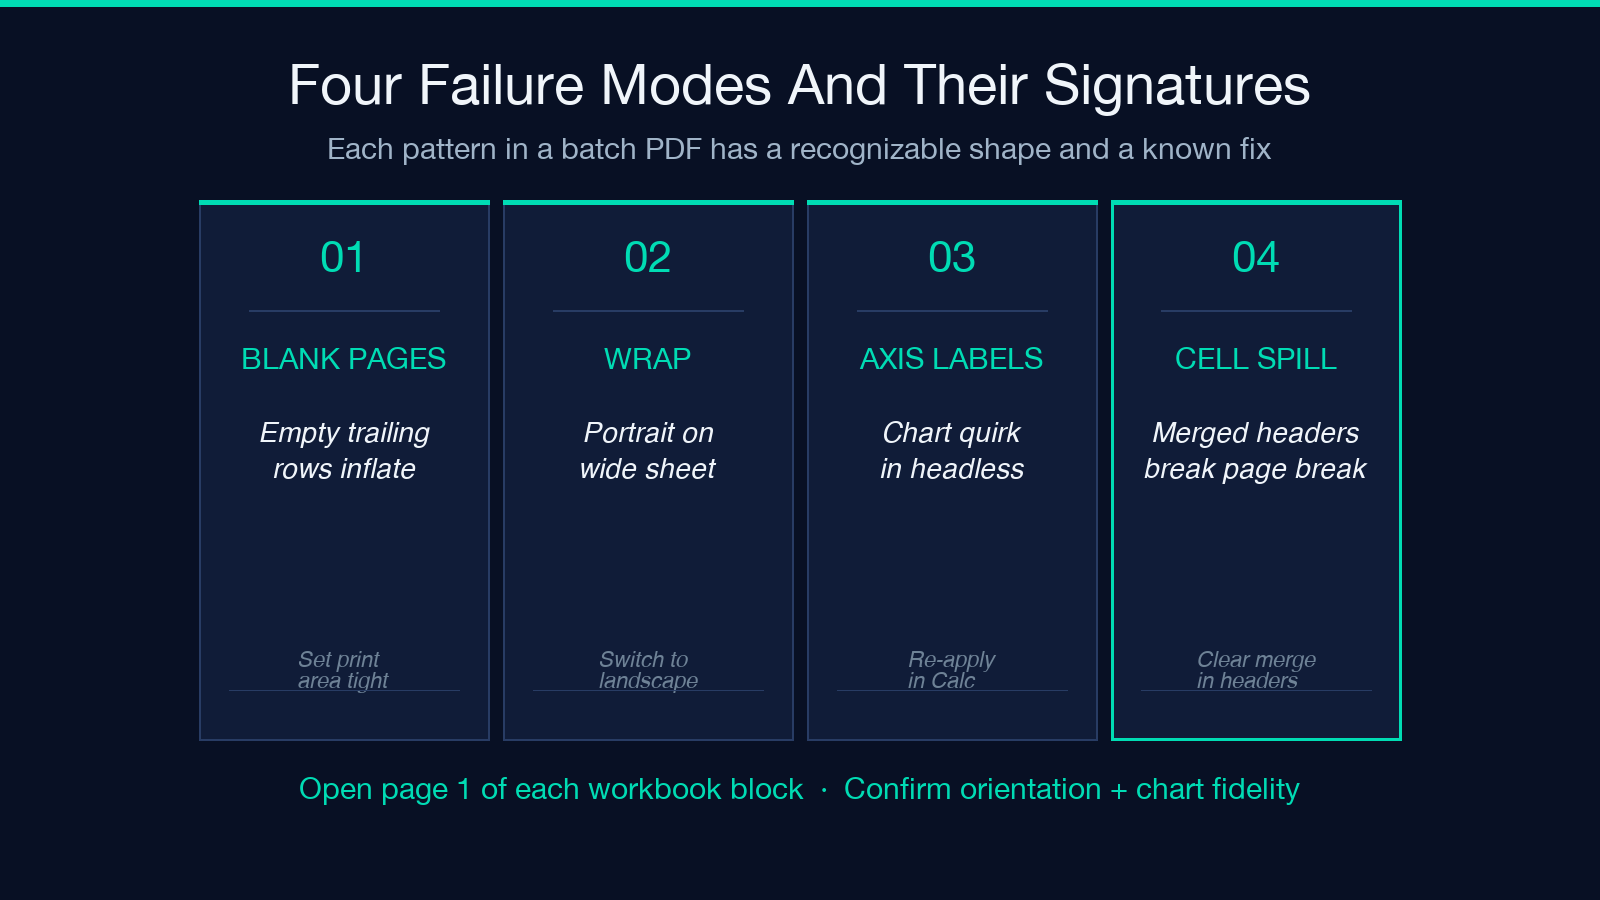 Four Failure Modes And Their Signatures
Each pattern in a batch PDF has a recognizable shape and a known fix
01
BLANK PAGES
Empty trailing
rows inflate
Set print
area tight
02
WRAP
Portrait on
wide sheet
Switch to
landscape
03
AXIS LABELS
Chart quirk
in headless
Re-apply
in Calc
04
CELL SPILL
Merged headers
break page break
Clear merge
in headers
Open page 1 of each workbook block · Confirm orientation + chart fidelity